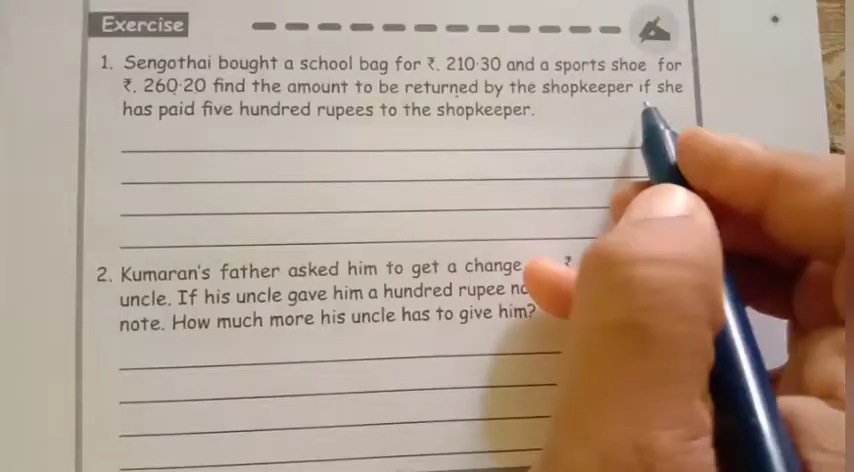 Exercise
1. Sengothai bought a school bag for ₹. 210·30 and a sports shoe for
₹. 260·20 find the amount to be returned by the shopkeeper if she
has paid five hundred rupees to the shopkeeper.
2. Kumaran's father asked him to get a change ₹
uncle. If his uncle gave him a hundred rupee
note. How much more his uncle has to give him?